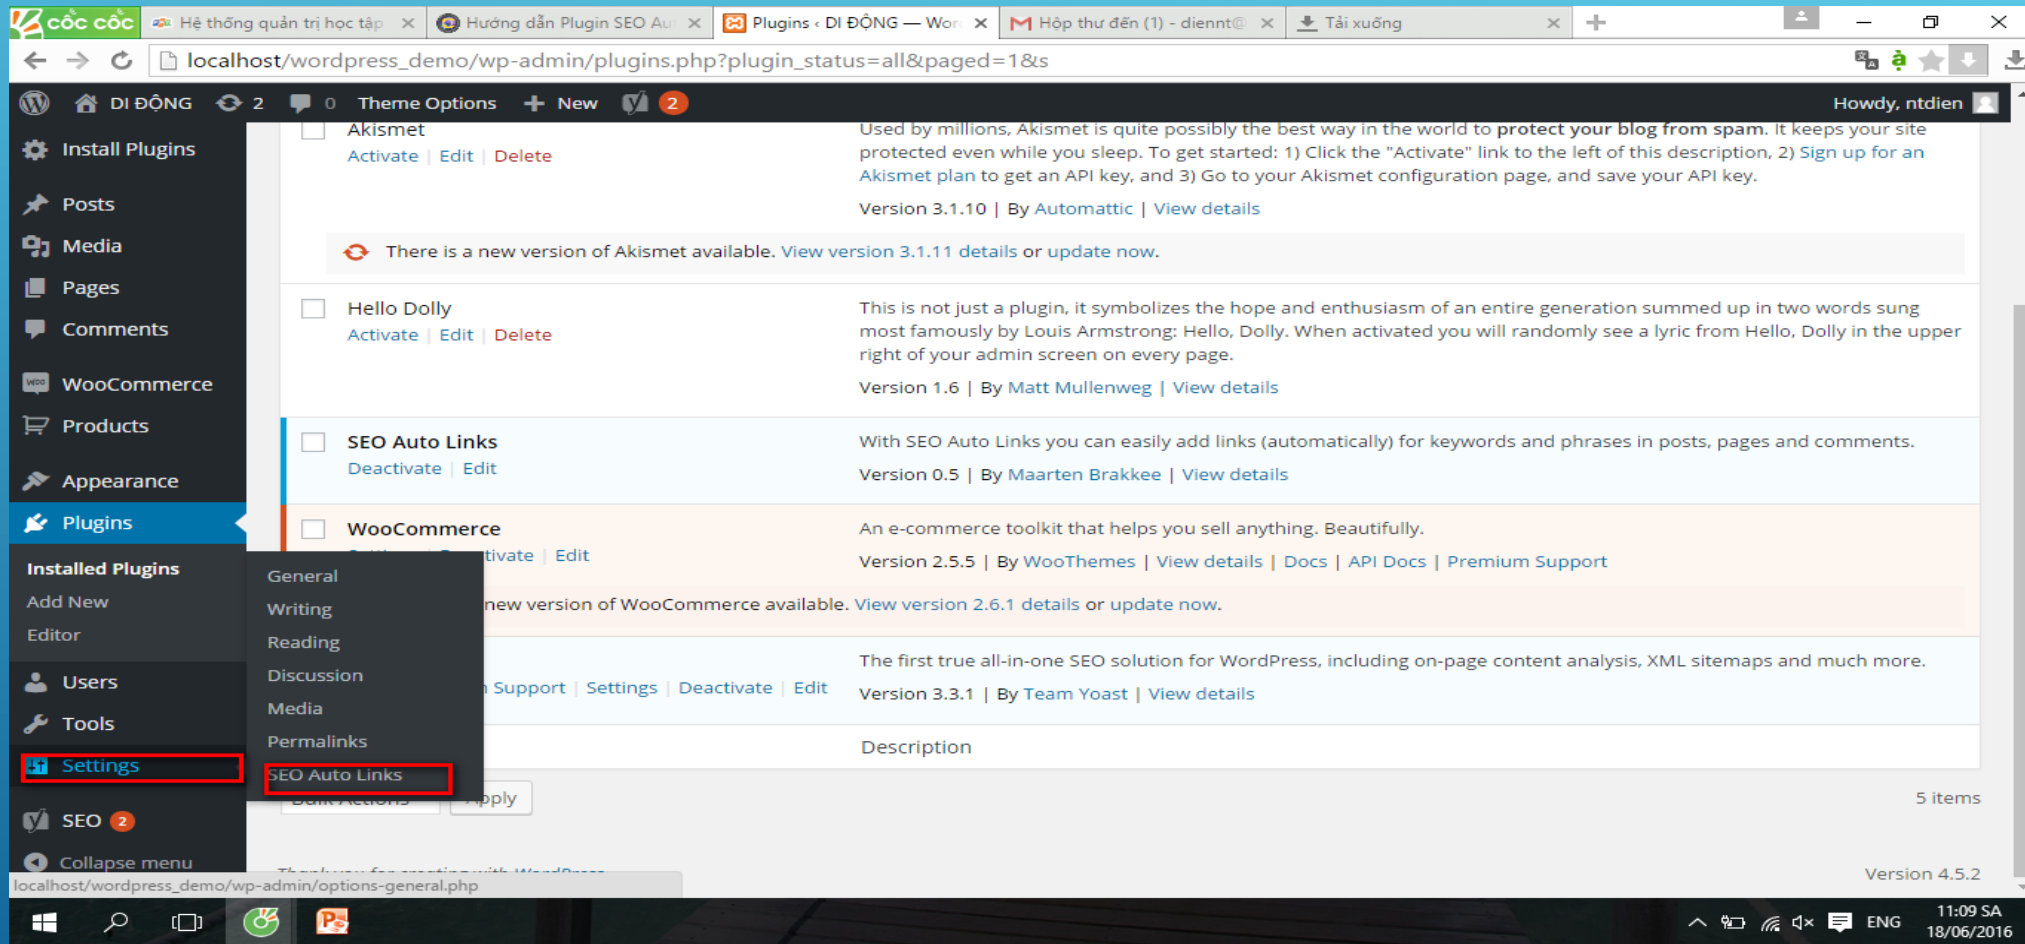 cốc cốc
Hệ thống quản trị học tập
Hướng dẫn Plugin SEO Au
Plugins ‹ DI ĐỘNG — Wor
Hộp thư đến (1) - diennt@
Tải xuống
localhost/wordpress_demo/wp-admin/plugins.php?plugin_status=all&paged=1&s
DI ĐỘNG 2 0 Theme Options + New 2
Howdy, ntdien
Install Plugins
Posts
Media
Pages
Comments
WooCommerce
Products
Appearance
Plugins
Installed Plugins
Add New
Editor
Users
Tools
Settings
SEO 2
Collapse menu
General
Writing
Reading
Discussion
Media
Permalinks
SEO Auto Links
Akismet
Activate | Edit | Delete
Used by millions, Akismet is quite possibly the best way in the world to protect your blog from spam. It keeps your site
protected even while you sleep. To get started: 1) Click the "Activate" link to the left of this description, 2) Sign up for an
Akismet plan to get an API key, and 3) Go to your Akismet configuration page, and save your API key.
Version 3.1.10 | By Automattic | View details
There is a new version of Akismet available. View version 3.1.11 details or update now.
Hello Dolly
Activate | Edit | Delete
This is not just a plugin, it symbolizes the hope and enthusiasm of an entire generation summed up in two words sung
most famously by Louis Armstrong: Hello, Dolly. When activated you will randomly see a lyric from Hello, Dolly in the upper
right of your admin screen on every page.
Version 1.6 | By Matt Mullenweg | View details
SEO Auto Links
Deactivate | Edit
With SEO Auto Links you can easily add links (automatically) for keywords and phrases in posts, pages and comments.
Version 0.5 | By Maarten Brakkee | View details
WooCommerce
tivate | Edit
An e-commerce toolkit that helps you sell anything. Beautifully.
Version 2.5.5 | By WooThemes | View details | Docs | API Docs | Premium Support
new version of WooCommerce available. View version 2.6.1 details or update now.
Support | Settings | Deactivate | Edit
The first true all-in-one SEO solution for WordPress, including on-page content analysis, XML sitemaps and much more.
Version 3.3.1 | By Team Yoast | View details
Description
Bulk Actions
Apply
5 items
Thank you for creating with WordPress
Version 4.5.2
localhost/wordpress_demo/wp-admin/options-general.php
ENG
11:09 SA
18/06/2016